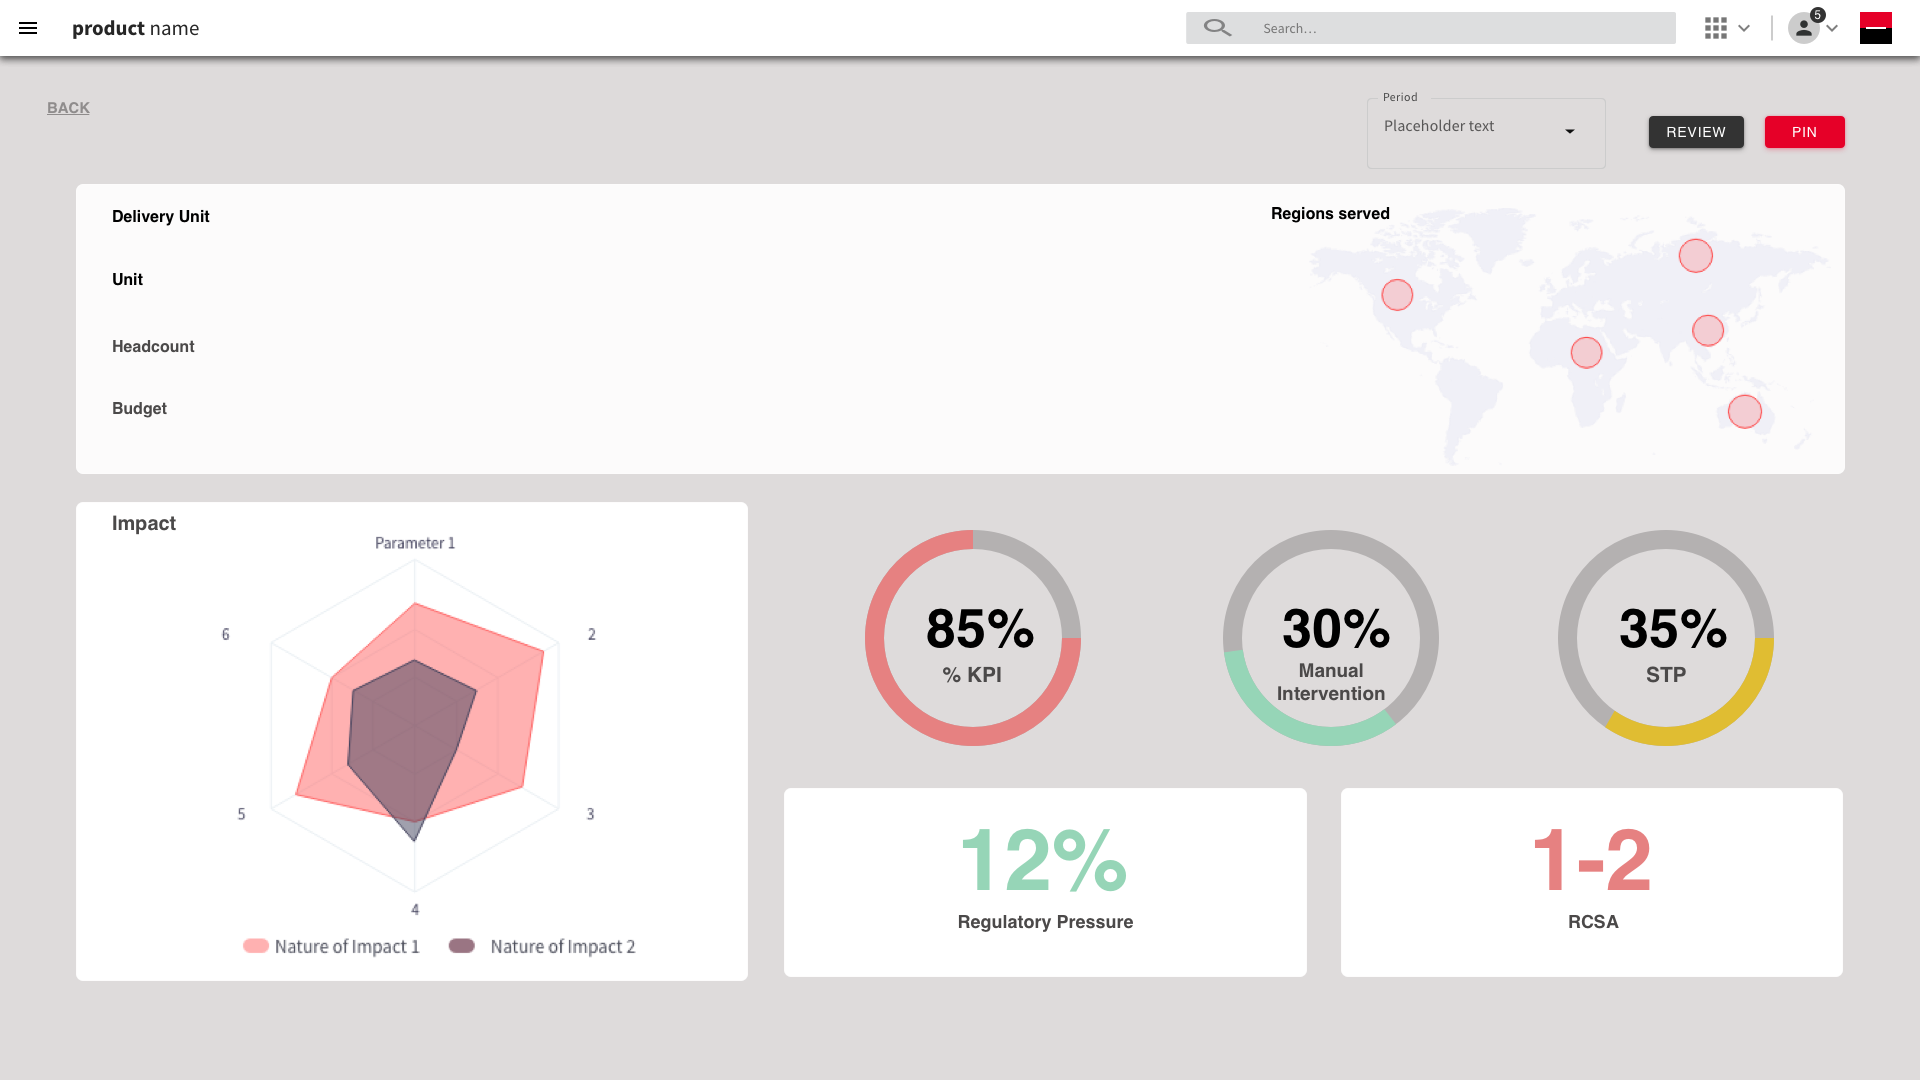 product name
Search...
5
BACK
Period
Placeholder text
REVIEW
PIN
Delivery Unit
Regions served
Unit
Headcount
Budget
Impact
Parameter 1
6
2
5
3
4
Nature of Impact 1
Nature of Impact 2
85%
% KPI
30%
Manual
Intervention
35%
STP
12%
Regulatory Pressure
1-2
RCSA